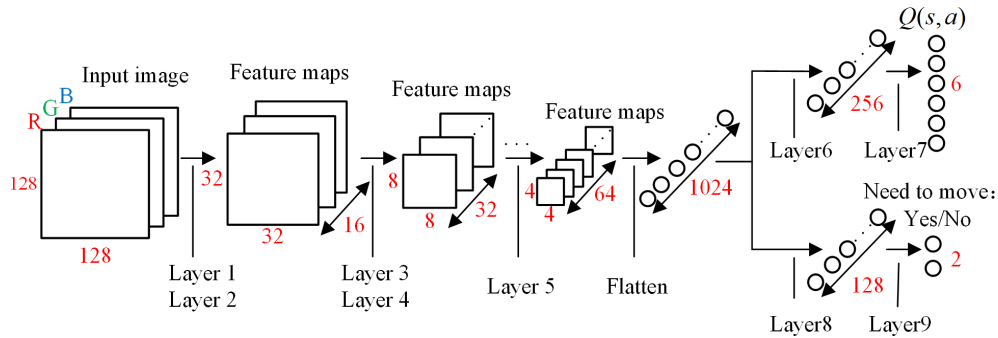 Input image
R
G
B
128
128
Layer 1
Layer 2
Feature maps
32
32
16
Layer 3
Layer 4
Feature maps
8
8
32
...
Layer 5
Feature maps
4
4
64
Flatten
1024
Layer6
256
Layer7
Q(s,a)
6
Layer8
128
Layer9
Need to move:
Yes/No
2